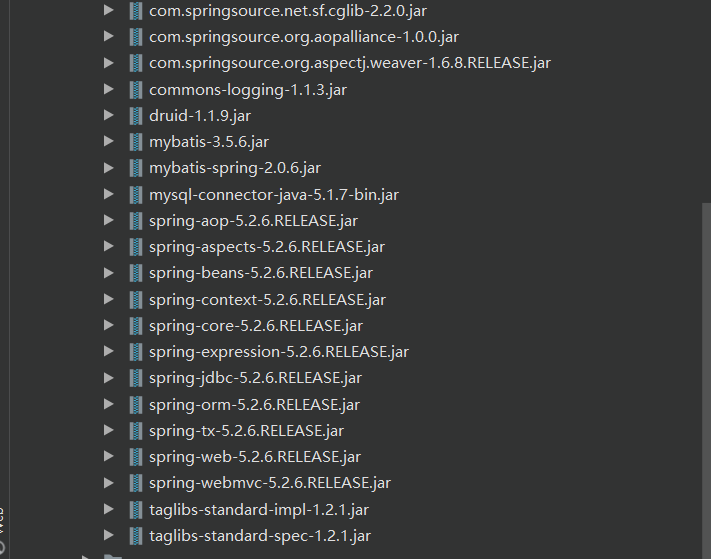 com.springsource.net.sf.cglib-2.2.0.jar
com.springsource.org.aopalliance-1.0.0.jar
com.springsource.org.aspectj.weaver-1.6.8.RELEASE.jar
commons-logging-1.1.3.jar
druid-1.1.9.jar
mybatis-3.5.6.jar
mybatis-spring-2.0.6.jar
mysql-connector-java-5.1.7-bin.jar
spring-aop-5.2.6.RELEASE.jar
spring-aspects-5.2.6.RELEASE.jar
spring-beans-5.2.6.RELEASE.jar
spring-context-5.2.6.RELEASE.jar
spring-core-5.2.6.RELEASE.jar
spring-expression-5.2.6.RELEASE.jar
spring-jdbc-5.2.6.RELEASE.jar
spring-orm-5.2.6.RELEASE.jar
spring-tx-5.2.6.RELEASE.jar
spring-web-5.2.6.RELEASE.jar
spring-webmvc-5.2.6.RELEASE.jar
taglibs-standard-impl-1.2.1.jar
taglibs-standard-spec-1.2.1.jar